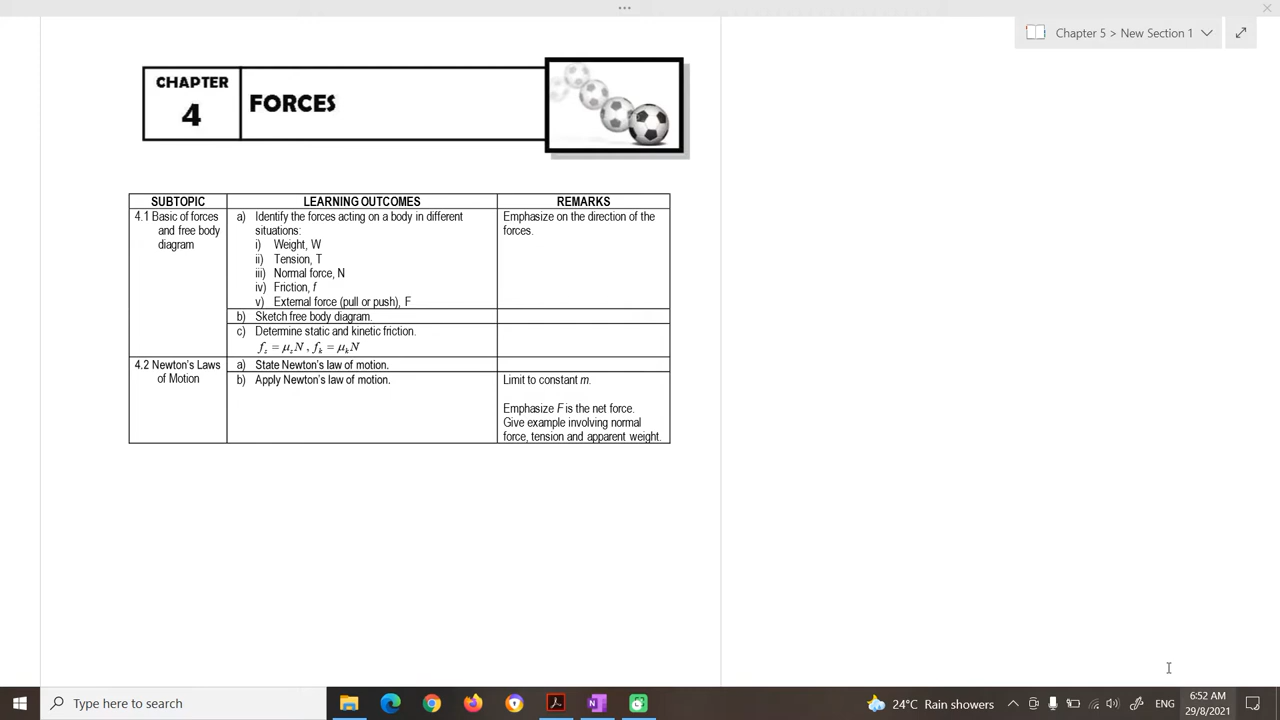 Chapter 5 > New Section 1
CHAPTER
4
FORCES
SUBTOPIC
LEARNING OUTCOMES
REMARKS
4.1 Basic of forces
and free body
diagram
a) Identify the forces acting on a body in different
situations:
i) Weight, W
ii) Tension, T
iii) Normal force, N
iv) Friction, f
v) External force (pull or push), F
Emphasize on the direction of the
forces.
b) Sketch free body diagram.
c) Determine static and kinetic friction.
f_s = μ_s N , f_k = μ_k N
4.2 Newton's Laws
of Motion
a) State Newton's law of motion.
b) Apply Newton's law of motion.
Limit to constant m.
Emphasize F is the net force.
Give example involving normal
force, tension and apparent weight.
Type here to search
24°C Rain showers
ENG
6:52 AM
29/8/2021